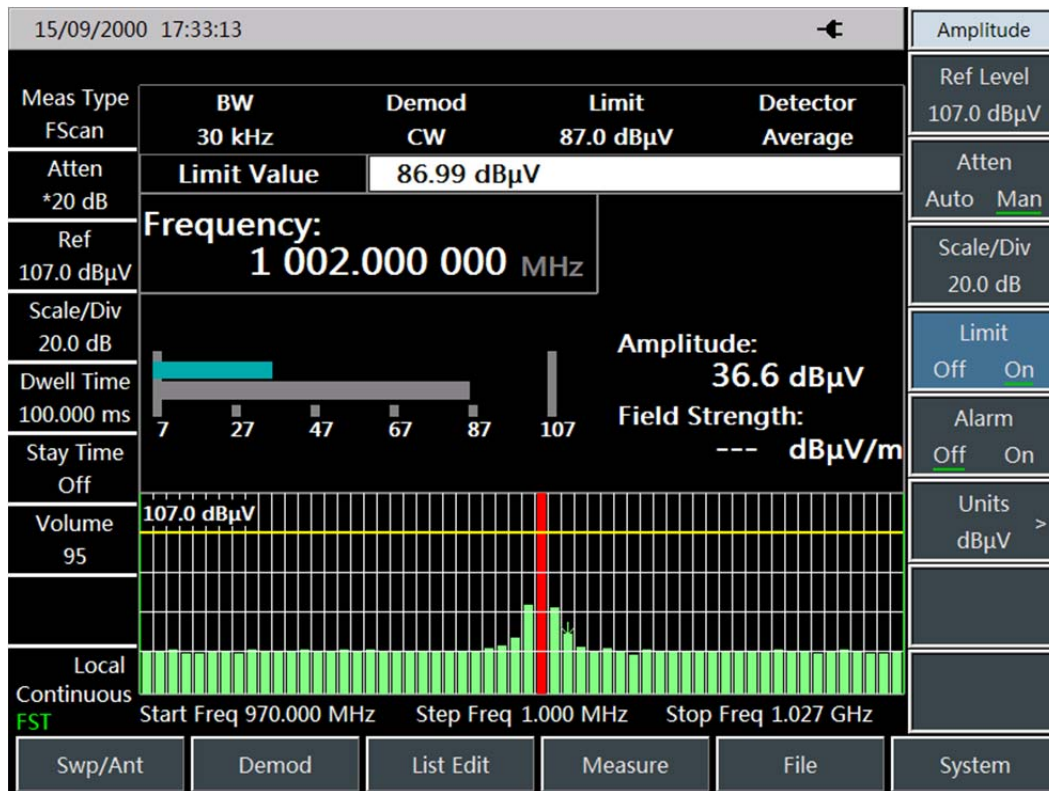 15/09/2000 17:33:13
Amplitude
Meas Type
FScan
Atten
*20 dB
Ref
107.0 dBµV
Scale/Div
20.0 dB
Dwell Time
100.000 ms
Stay Time
Off
Volume
95
Local
Continuous
FST
BW Demod Limit Detector
30 kHz CW 87.0 dBµV Average
Limit Value 86.99 dBµV
Frequency:
1 002.000 000 MHz
Amplitude:
36.6 dBµV
Field Strength:
--- dBµV/m
7 27 47 67 87 107
107.0 dBµV
Start Freq 970.000 MHz Step Freq 1.000 MHz Stop Freq 1.027 GHz
Ref Level
107.0 dBµV
Atten
Auto Man
Scale/Div
20.0 dB
Limit
Off On
Alarm
Off On
Units
dBµV >
Swp/Ant Demod List Edit Measure File System